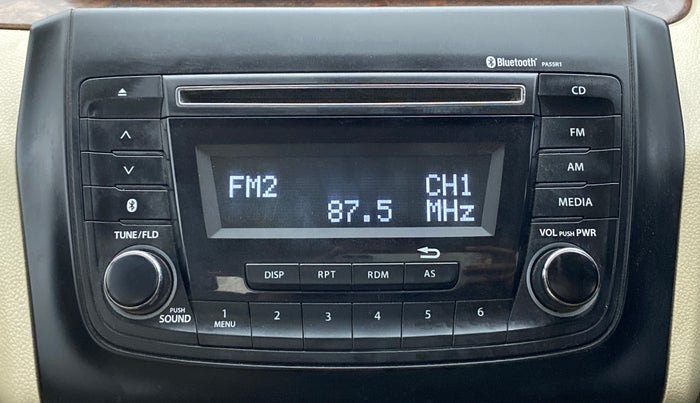 Bluetooth® PA55R1
CD
FM
AM
MEDIA
FM2 CH1
87.5 MHz
TUNE/FLD
VOL PUSH PWR
DISP RPT RDM AS
PUSH
SOUND
1 2 3 4 5 6
MENU